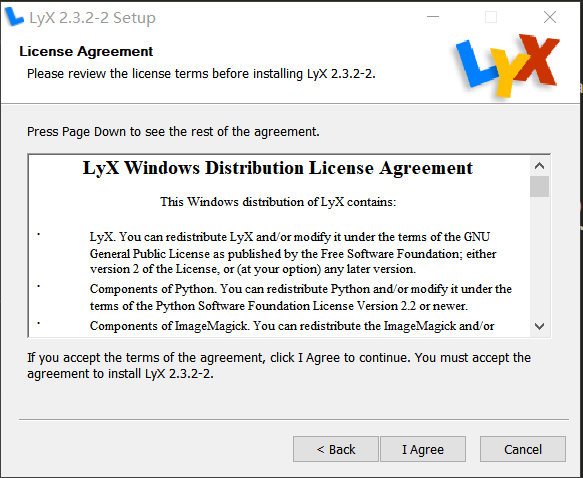 LyX 2.3.2-2 Setup
License Agreement
Please review the license terms before installing LyX 2.3.2-2.
LyX
Press Page Down to see the rest of the agreement.
LyX Windows Distribution License Agreement
This Windows distribution of LyX contains:
· LyX. You can redistribute LyX and/or modify it under the terms of the GNU
General Public License as published by the Free Software Foundation; either
version 2 of the License, or (at your option) any later version.
· Components of Python. You can redistribute Python and/or modify it under the
terms of the Python Software Foundation License Version 2.2 or newer.
· Components of ImageMagick. You can redistribute the ImageMagick and/or
If you accept the terms of the agreement, click I Agree to continue. You must accept the
agreement to install LyX 2.3.2-2.
< Back I Agree Cancel